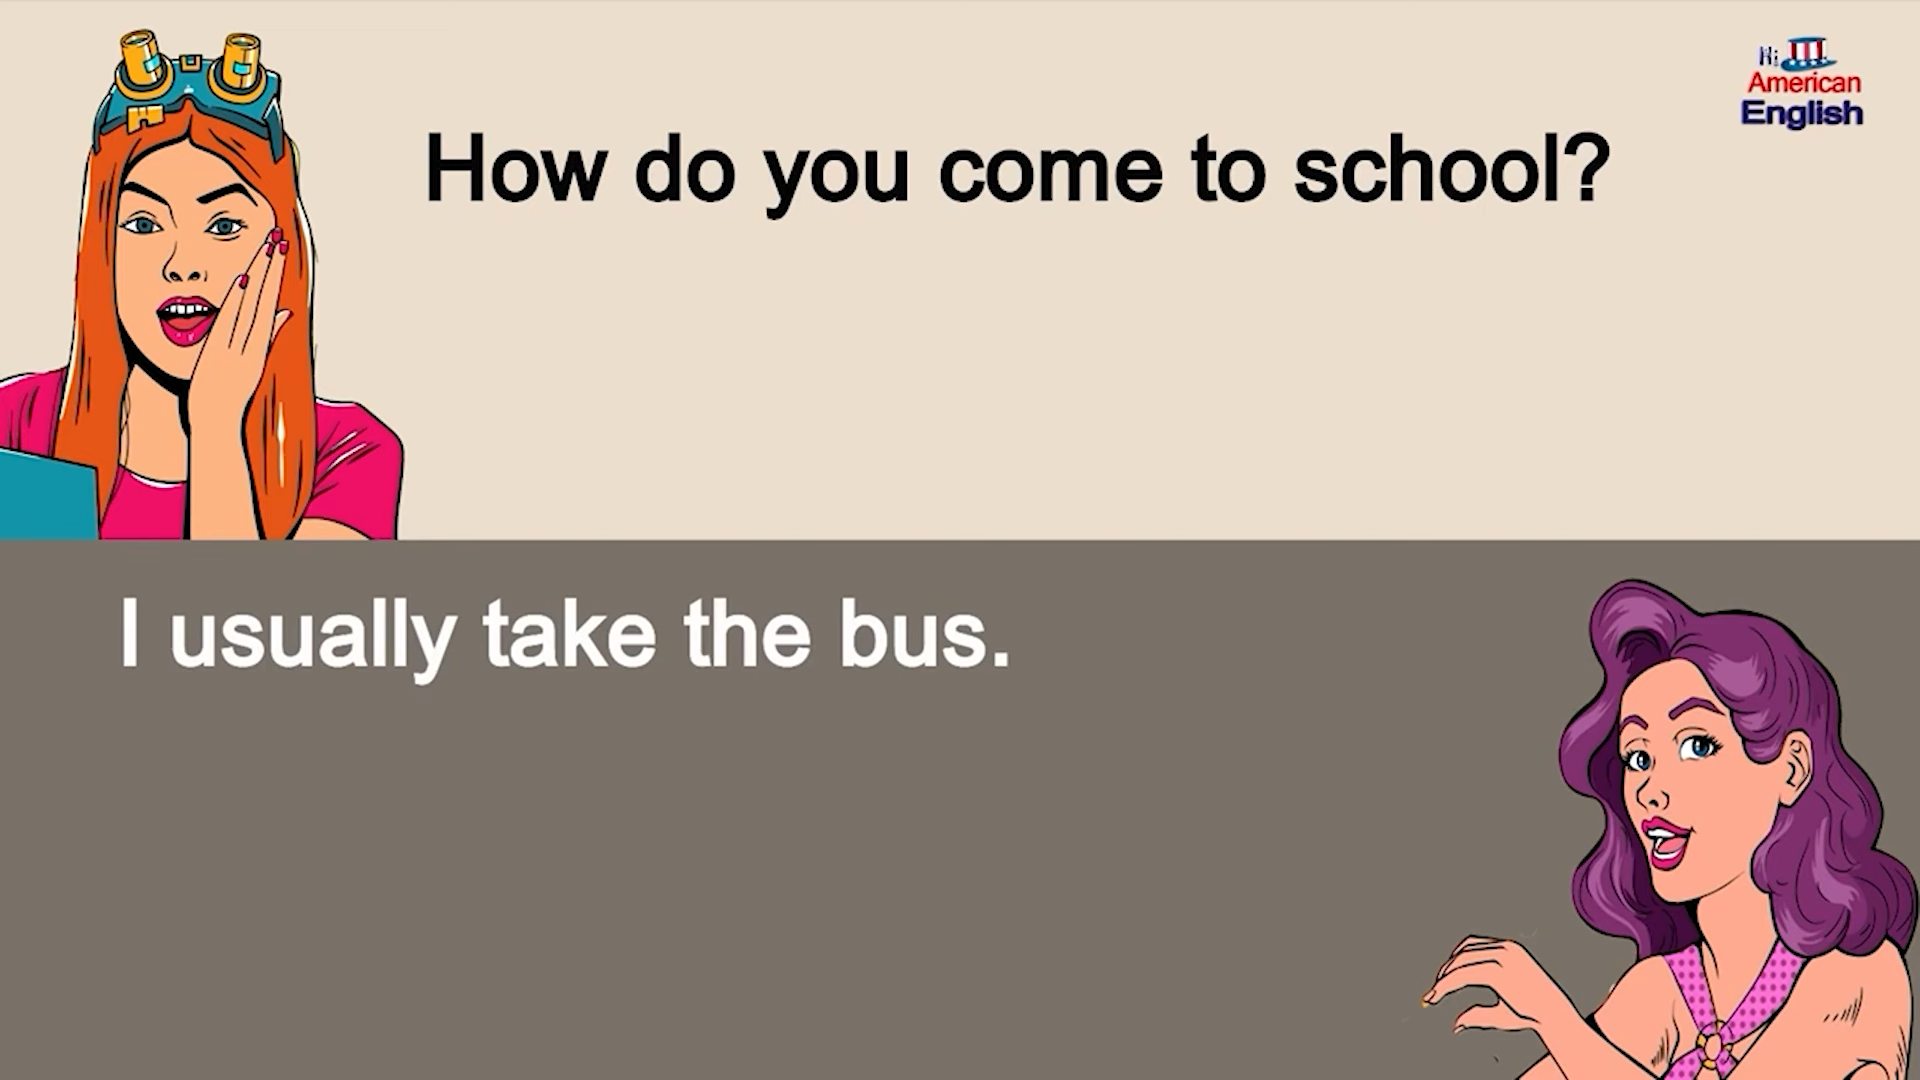 Hi
American
English
How do you come to school?
I usually take the bus.